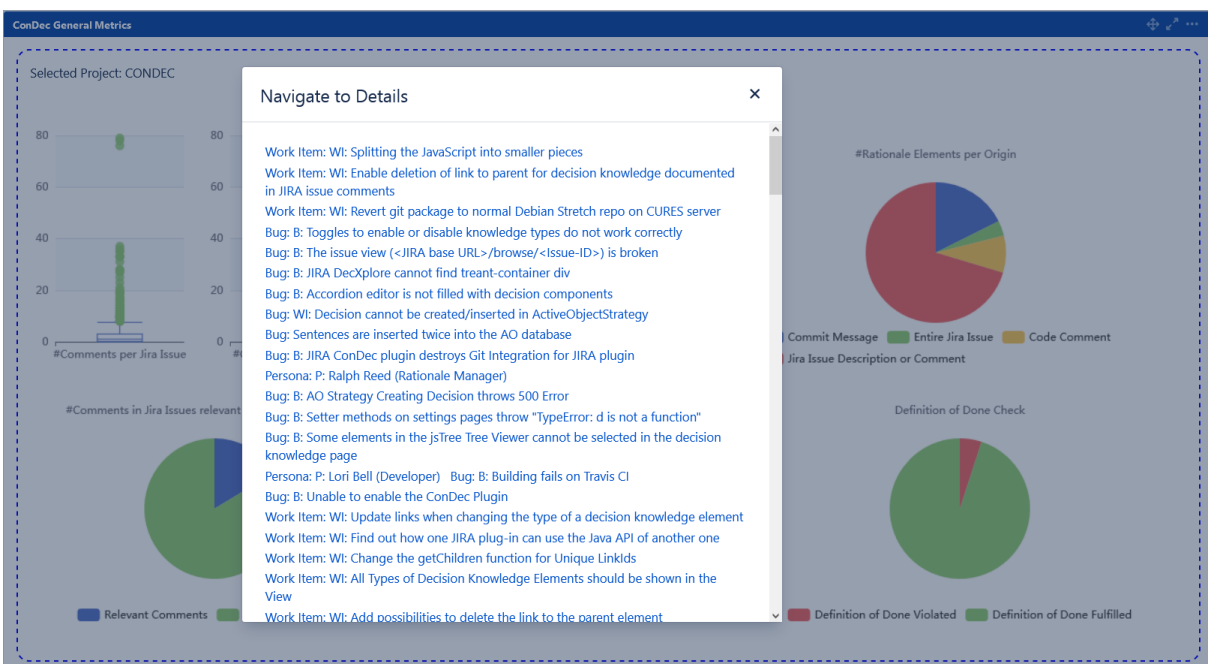 ConDec General Metrics
Selected Project: CONDEC
Navigate to Details
Work Item: WI: Splitting the JavaScript into smaller pieces
Work Item: WI: Enable deletion of link to parent for decision knowledge documented
in JIRA issue comments
Work Item: WI: Revert git package to normal Debian Stretch repo on CURES server
Bug: B: Toggles to enable or disable knowledge types do not work correctly
Bug: B: The issue view (<JIRA base URL>/browse/<Issue-ID>) is broken
Bug: B: JIRA DecXplore cannot find treant-container div
Bug: B: Accordion editor is not filled with decision components
Bug: WI: Decision cannot be created/inserted in ActiveObjectStrategy
Bug: Sentences are inserted twice into the AO database
Bug: B: JIRA ConDec plugin destroys Git Integration for JIRA plugin
Persona: P: Ralph Reed (Rationale Manager)
Bug: B: AO Strategy Creating Decision throws 500 Error
Bug: B: Setter methods on settings pages throw "TypeError: d is not a function"
Bug: B: Some elements in the jsTree Tree Viewer cannot be selected in the decision
knowledge page
Persona: P: Lori Bell (Developer) Bug: B: Building fails on Travis CI
Bug: B: Unable to enable the ConDec Plugin
Work Item: WI: Update links when changing the type of a decision knowledge element
Work Item: WI: Find out how one JIRA plug-in can use the Java API of another one
Work Item: WI: Change the getChildren function for Unique LinkIds
Work Item: WI: All Types of Decision Knowledge Elements should be shown in the
View
Work Item: WI: Add possibilities to delete the link to the parent element
80
60
40
20
0
#Comments per Jira Issue
80
60
40
20
0
#Rationale Elements per Origin
Commit Message Entire Jira Issue Code Comment
Jira Issue Description or Comment
#Comments in Jira Issues relevant
Relevant Comments
Definition of Done Check
Definition of Done Violated Definition of Done Fulfilled